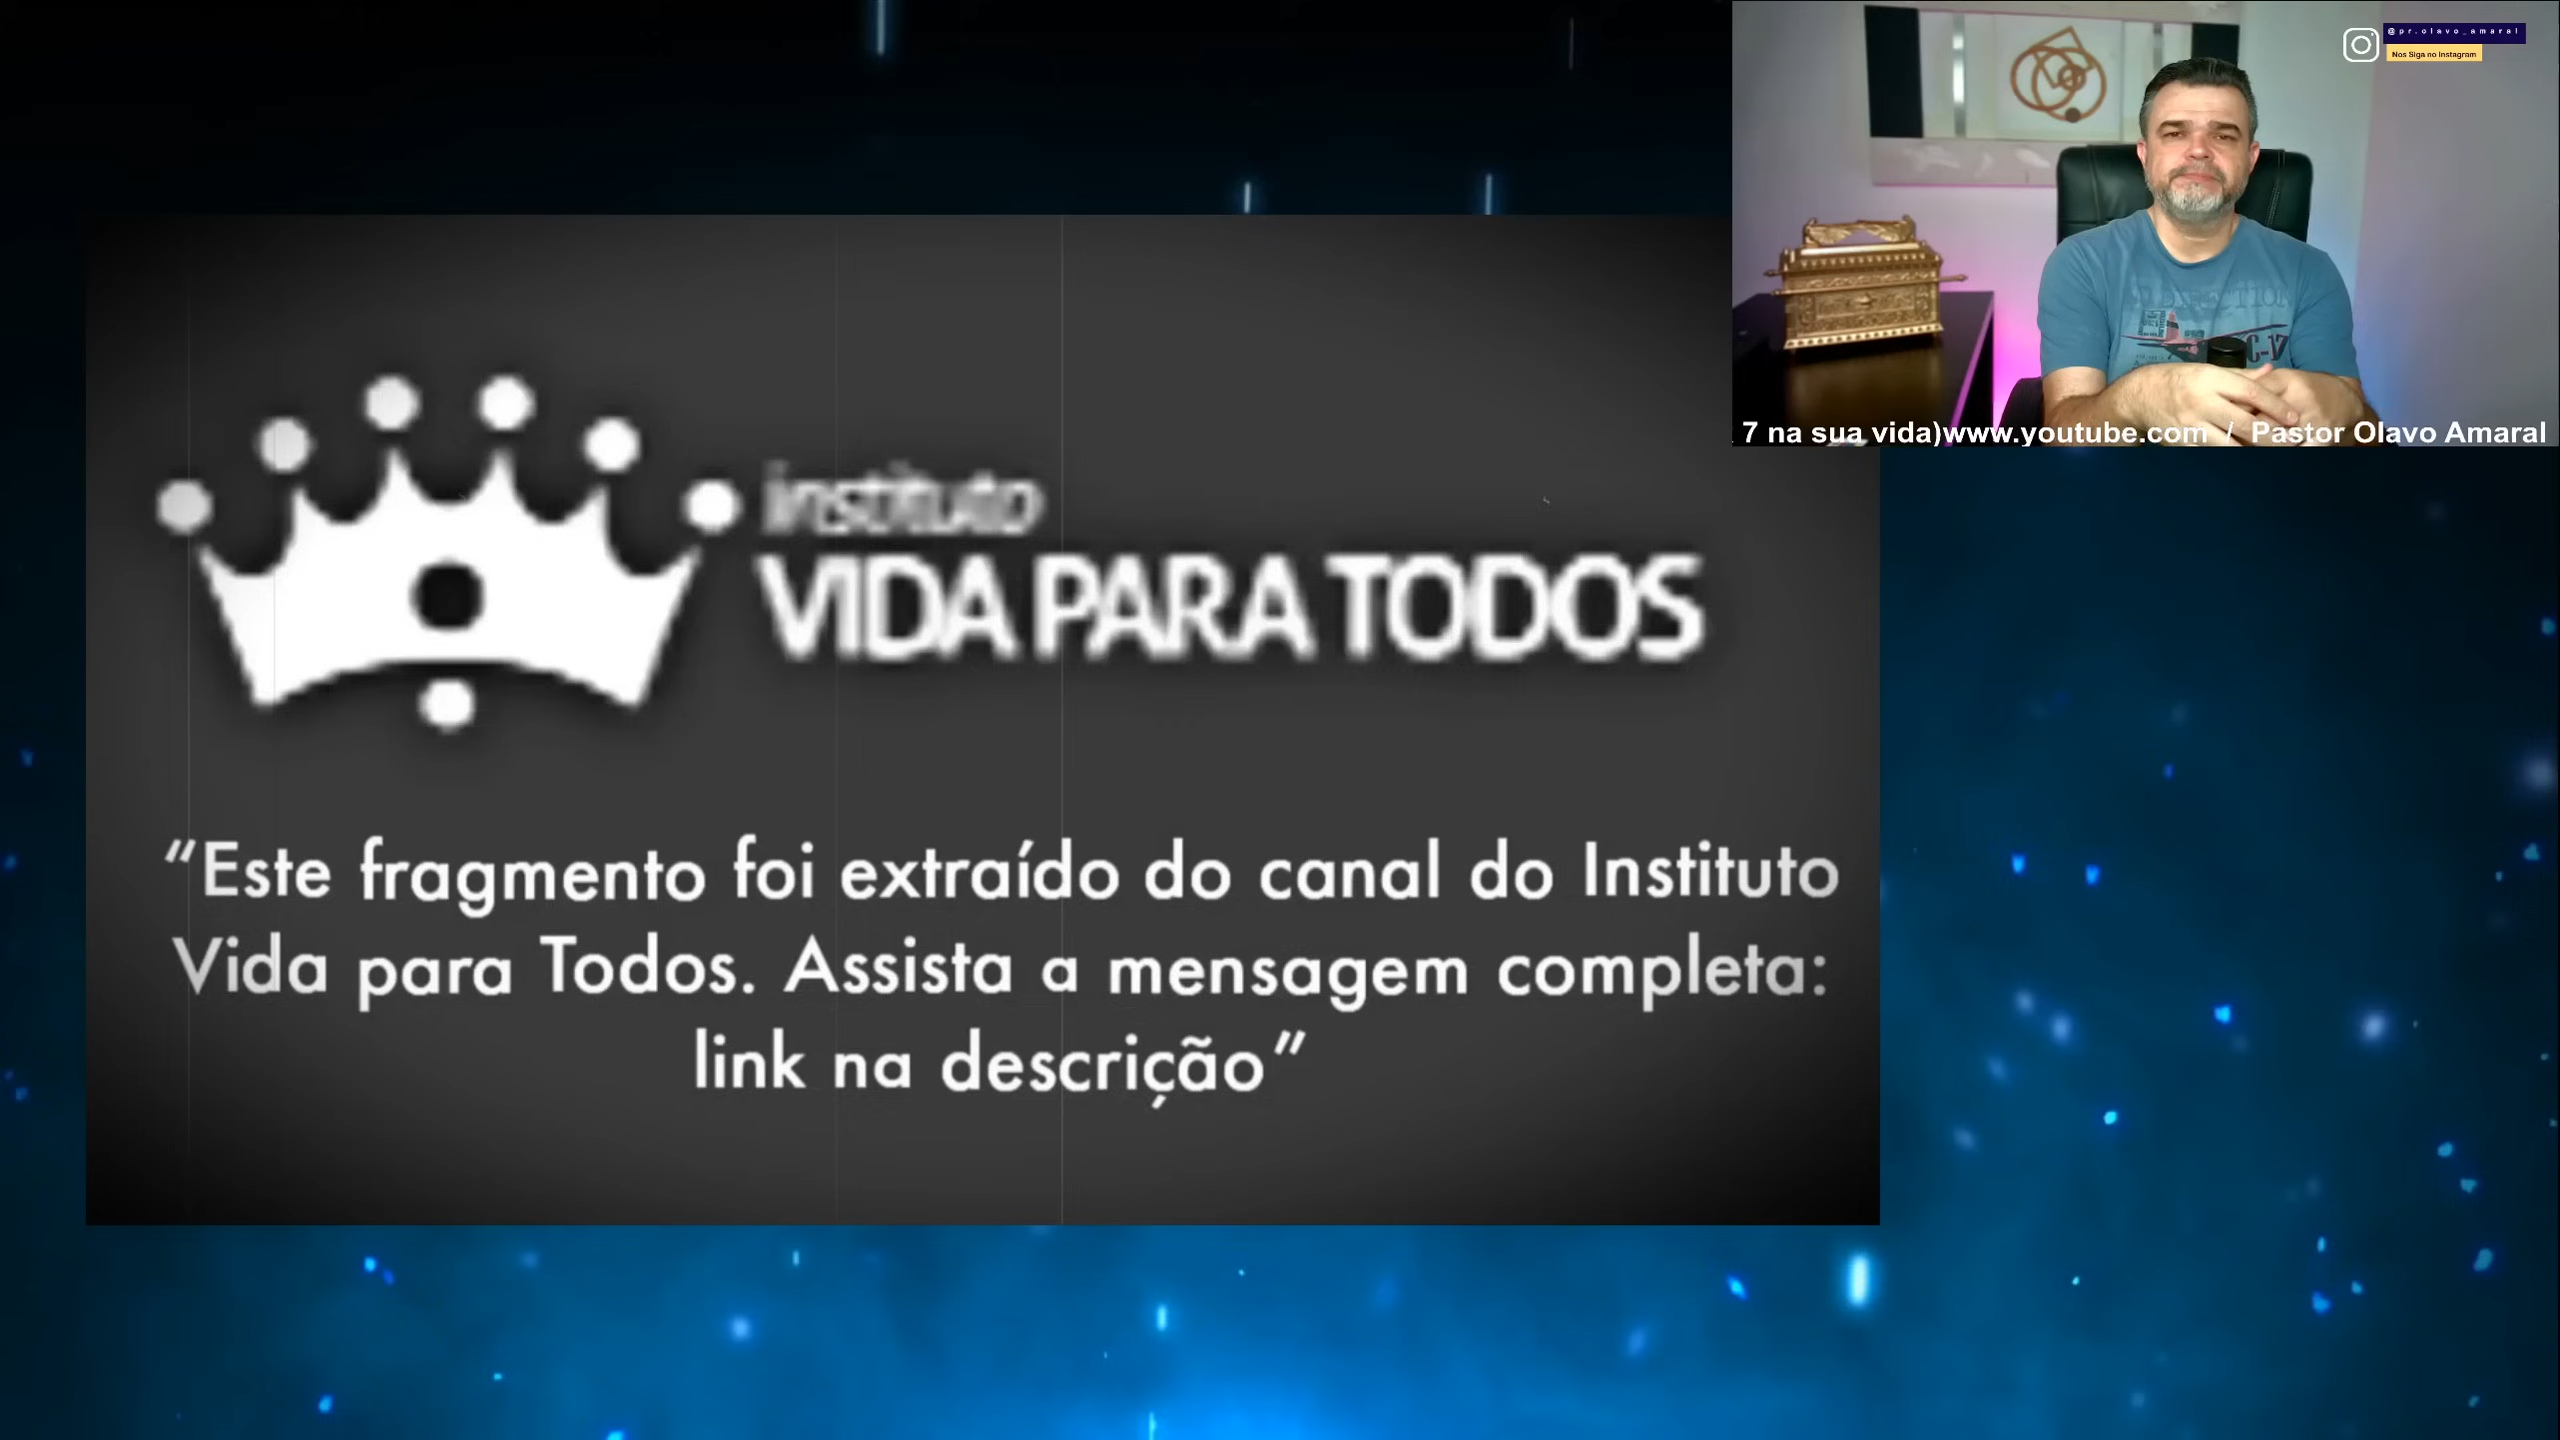 @pr.olavo_amaral
Nos Siga no Instagram
C-17
7 na sua vida)www.youtube.com / Pastor Olavo Amaral
instituto
VIDA PARA TODOS
“Este fragmento foi extraído do canal do Instituto
Vida para Todos. Assista a mensagem completa:
link na descrição”